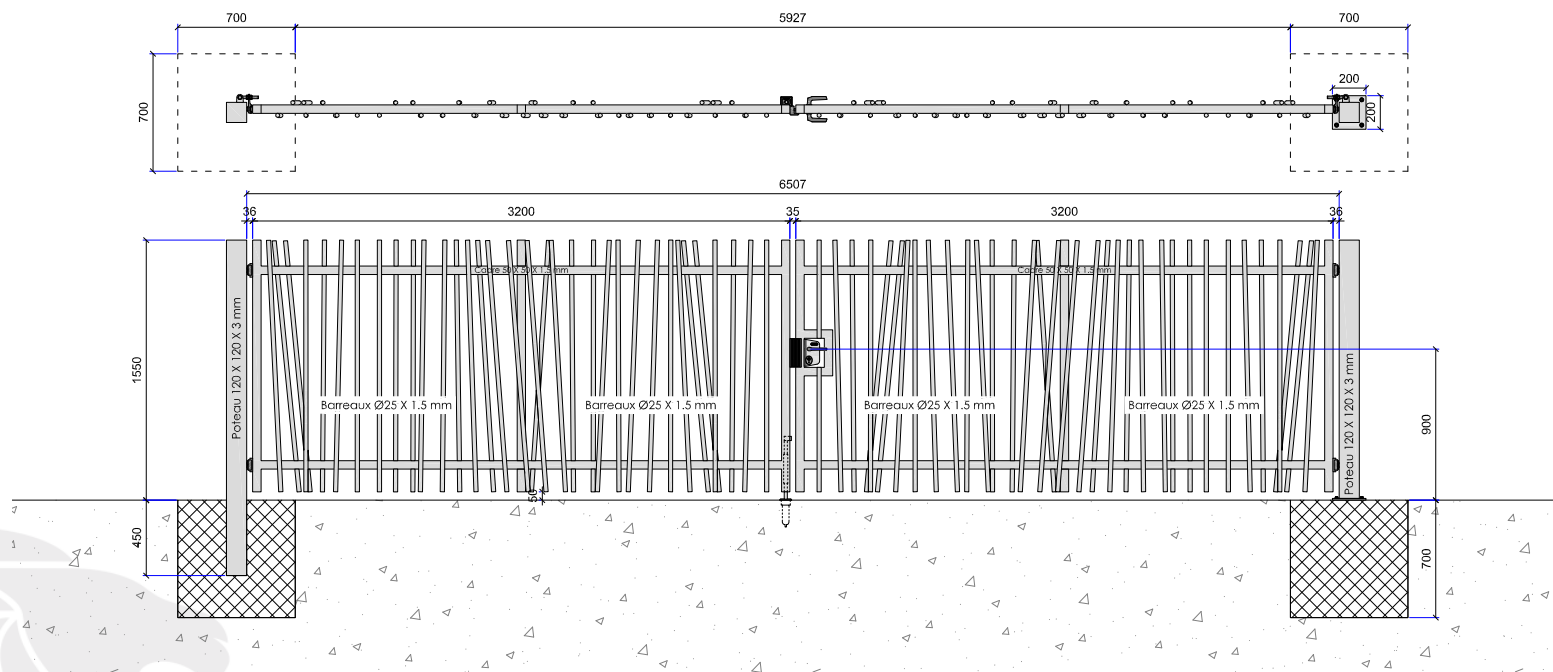 700
5927
700
700
200
200
6507
36
3200
35
3200
36
Cadre 50 X 50 X 1.5 mm
Cadre 50 X 50 X 1.5 mm
1550
Poteau 120 X 120 X 3 mm
Barreaux Ø25 X 1.5 mm
Barreaux Ø25 X 1.5 mm
Barreaux Ø25 X 1.5 mm
Barreaux Ø25 X 1.5 mm
Poteau 120 X 120 X 3 mm
900
50
450
700